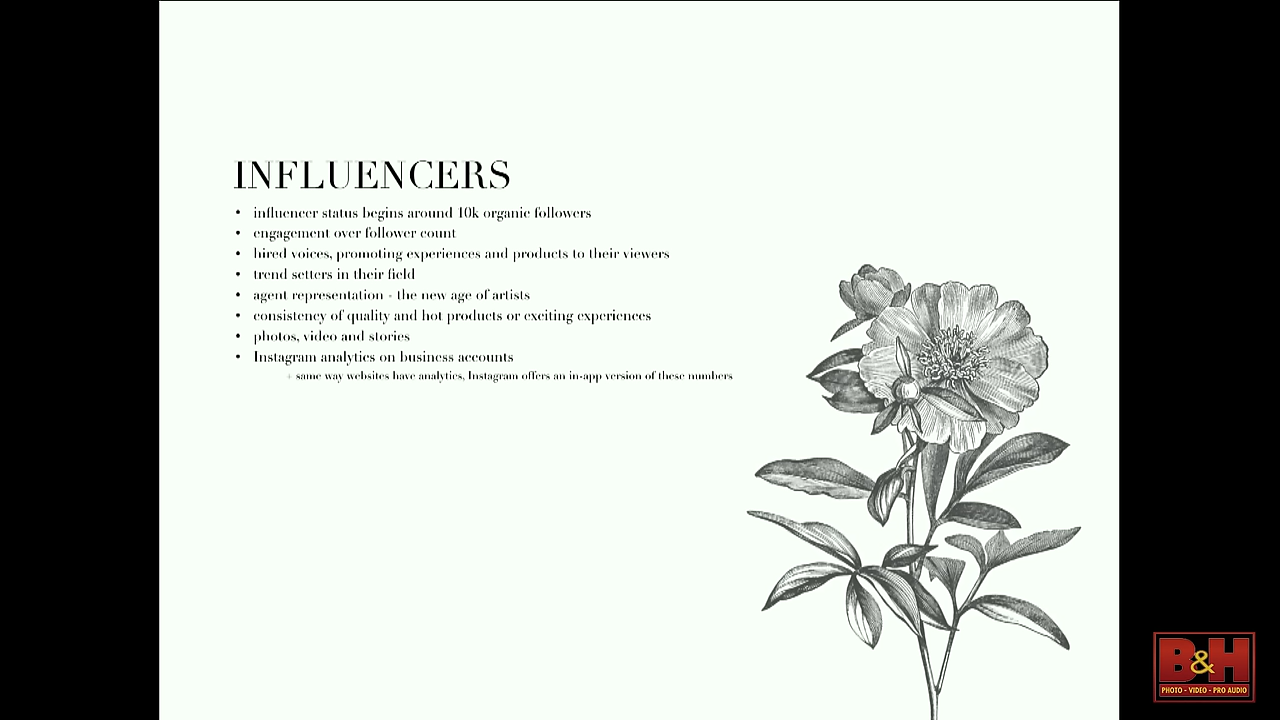 INFLUENCERS
• influencer status begins around 10k organic followers
• engagement over follower count
• hired voices, promoting experiences and products to their viewers
• trend setters in their field
• agent representation - the new age of artists
• consistency of quality and hot products or exciting experiences
• photos, video and stories
• Instagram analytics on business accounts
+ same way websites have analytics, Instagram offers an in-app version of these numbers
B&H
PHOTO - VIDEO - PRO AUDIO